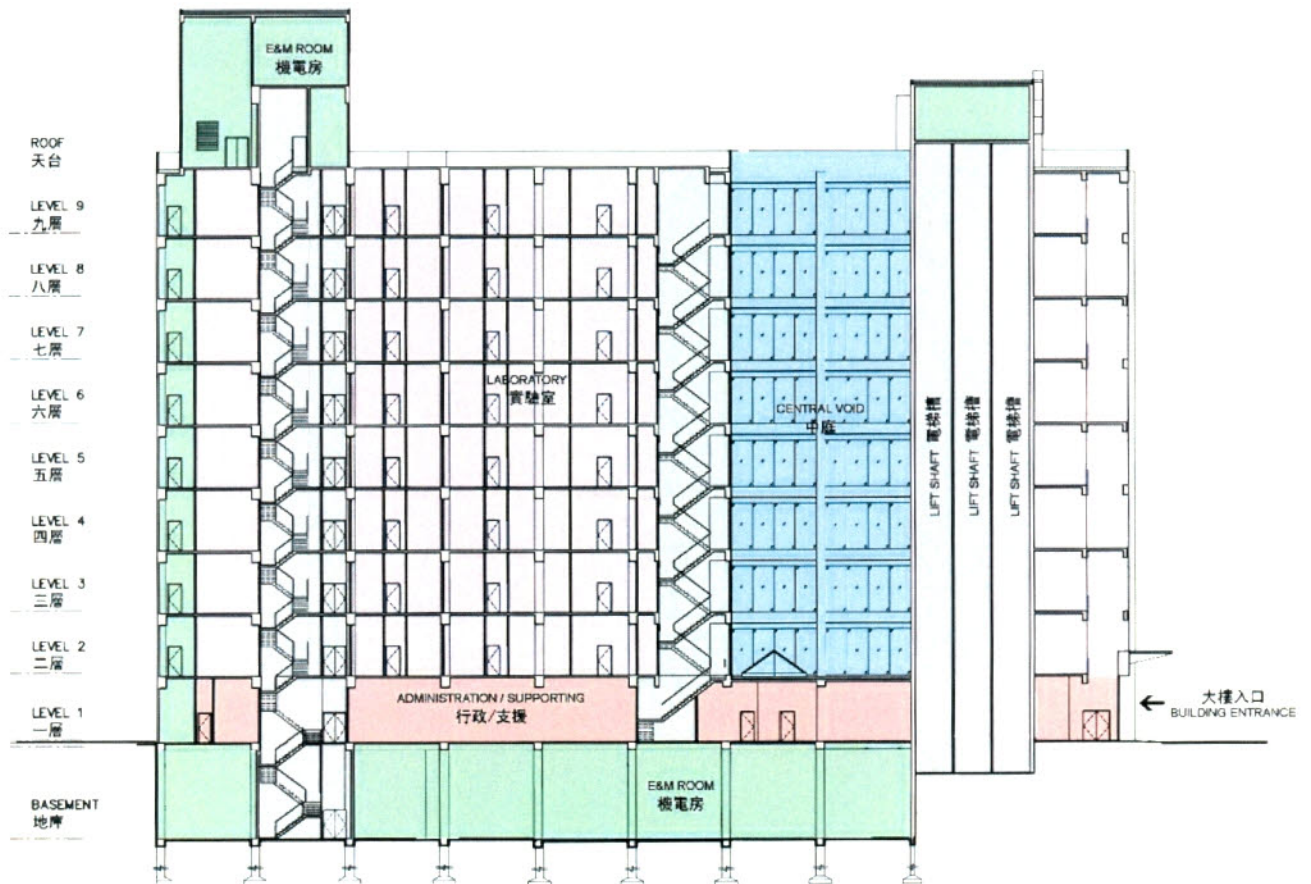 E&M ROOM
機電房
ROOF
天台
LEVEL 9
九層
LEVEL 8
八層
LEVEL 7
七層
LEVEL 6
六層
LEVEL 5
五層
LEVEL 4
四層
LEVEL 3
三層
LEVEL 2
二層
LEVEL 1
一層
BASEMENT
地庫
LABORATORY
實驗室
CENTRAL VOID
中庭
LIFT SHAFT 電梯槽
LIFT SHAFT 電梯槽
LIFT SHAFT 電梯槽
ADMINISTRATION / SUPPORTING
行政/支援
大樓入口
BUILDING ENTRANCE
E&M ROOM
機電房